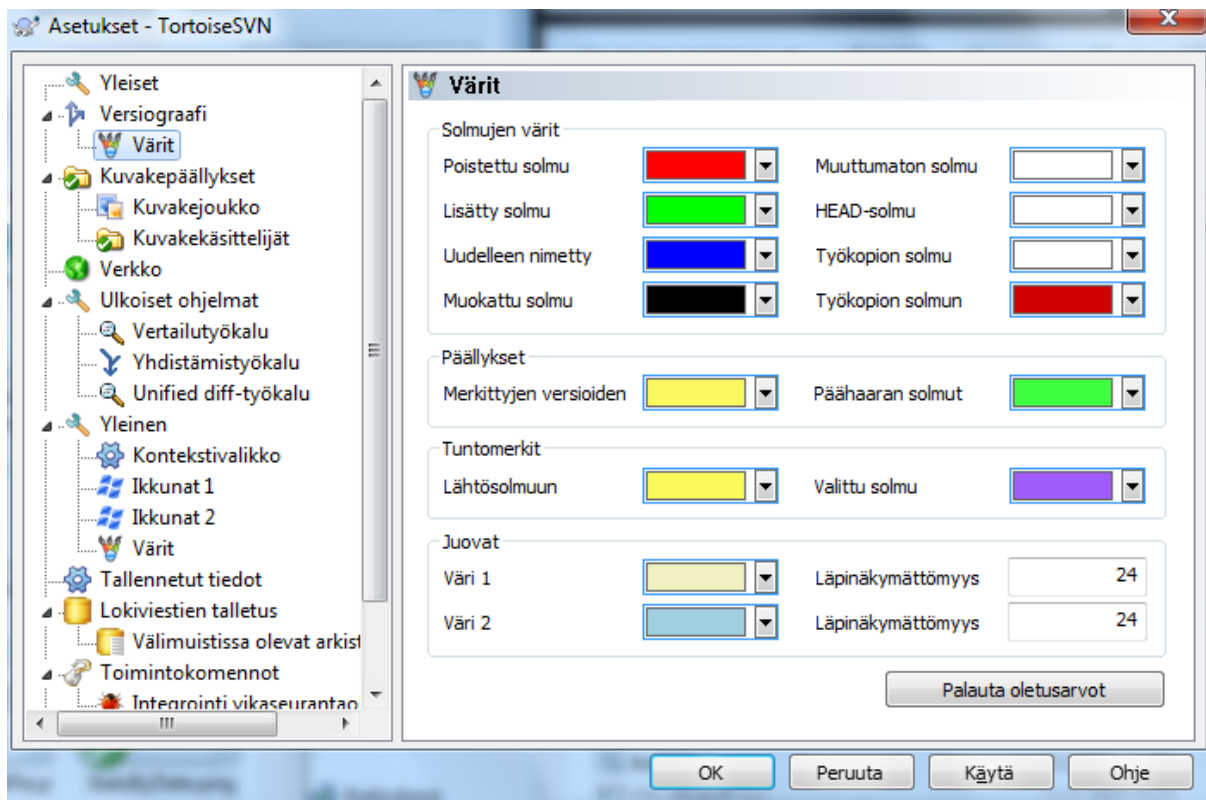 Asetukset - TortoiseSVN
Yleiset
Versiograafi
Värit
Kuvakepäällykset
Kuvakejoukko
Kuvakekäsittelijät
Verkko
Ulkoiset ohjelmat
Vertailutyökalu
Yhdistämistyökalu
Unified diff-työkalu
Yleinen
Kontekstivalikko
Ikkunat 1
Ikkunat 2
Värit
Tallennetut tiedot
Lokiviestien talletus
Välimuistissa olevat arkist
Toimintokomennot
Integrointi vikaseurantao
Värit
Solmujen värit
Poistettu solmu
Muuttumaton solmu
Lisätty solmu
HEAD-solmu
Uudelleen nimetty
Työkopion solmu
Muokattu solmu
Työkopion solmun
Päällykset
Merkittyjen versioiden
Päähaaran solmut
Tuntomerkit
Lähtösolmuun
Valittu solmu
Juovat
Väri 1
Läpinäkymättömyys 24
Väri 2
Läpinäkymättömyys 24
Palauta oletusarvot
OK
Peruuta
Käytä
Ohje